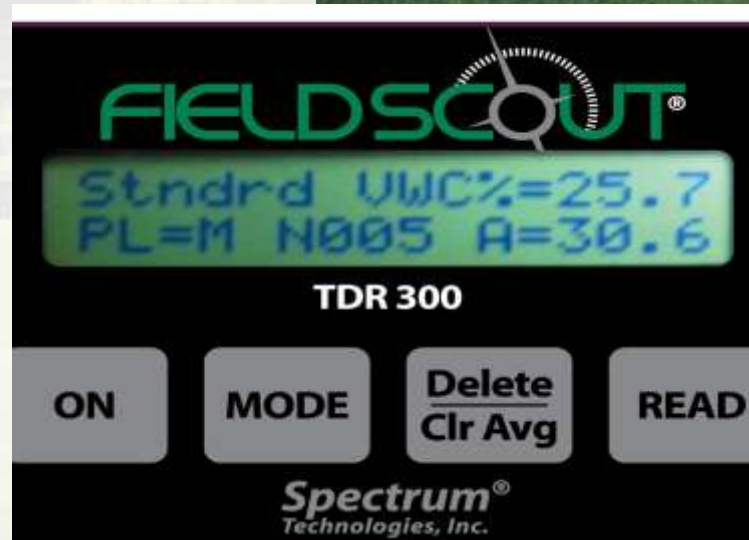 FIELDSCOUT®
Stndrd VWC%=25.7
PL=M N005 A=30.6
TDR 300
ON
MODE
Delete
Clr Avg
READ
Spectrum®
Technologies, Inc.